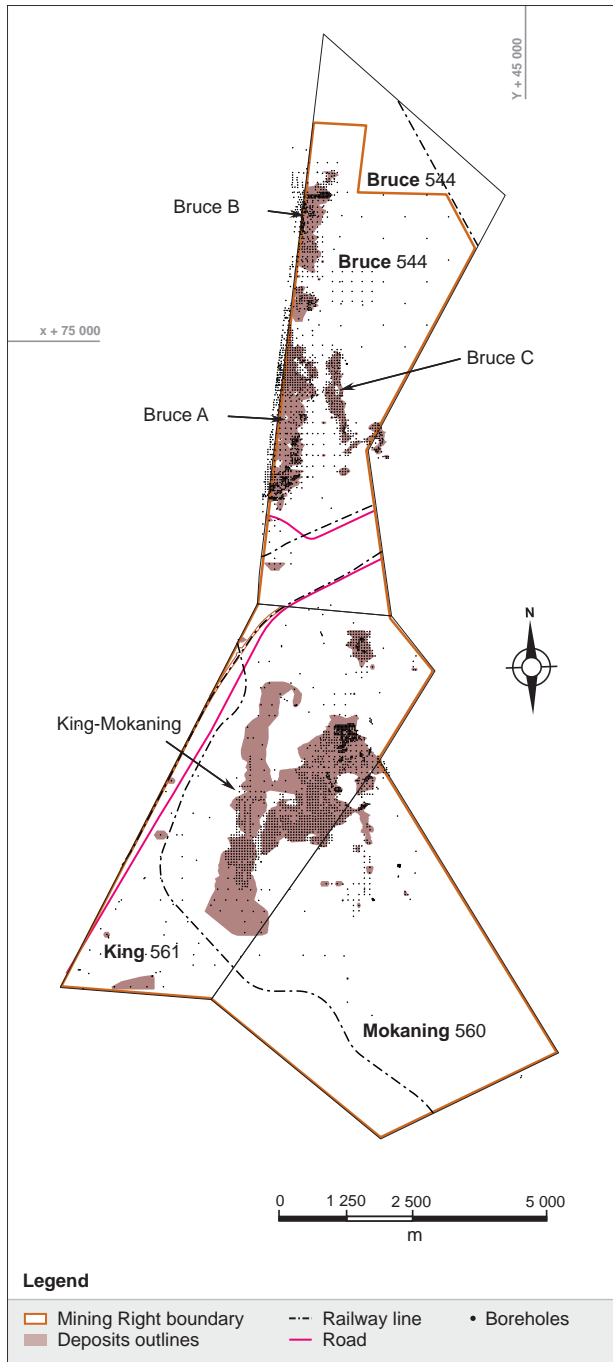 Y + 45 000
Bruce 544
Bruce B
Bruce 544
x + 75 000
Bruce C
Bruce A
N
King-Mokaning
King 561
Mokaning 560
0 1 250 2 500 5 000
m
Legend
Mining Right boundary Railway line Boreholes
Deposits outlines Road